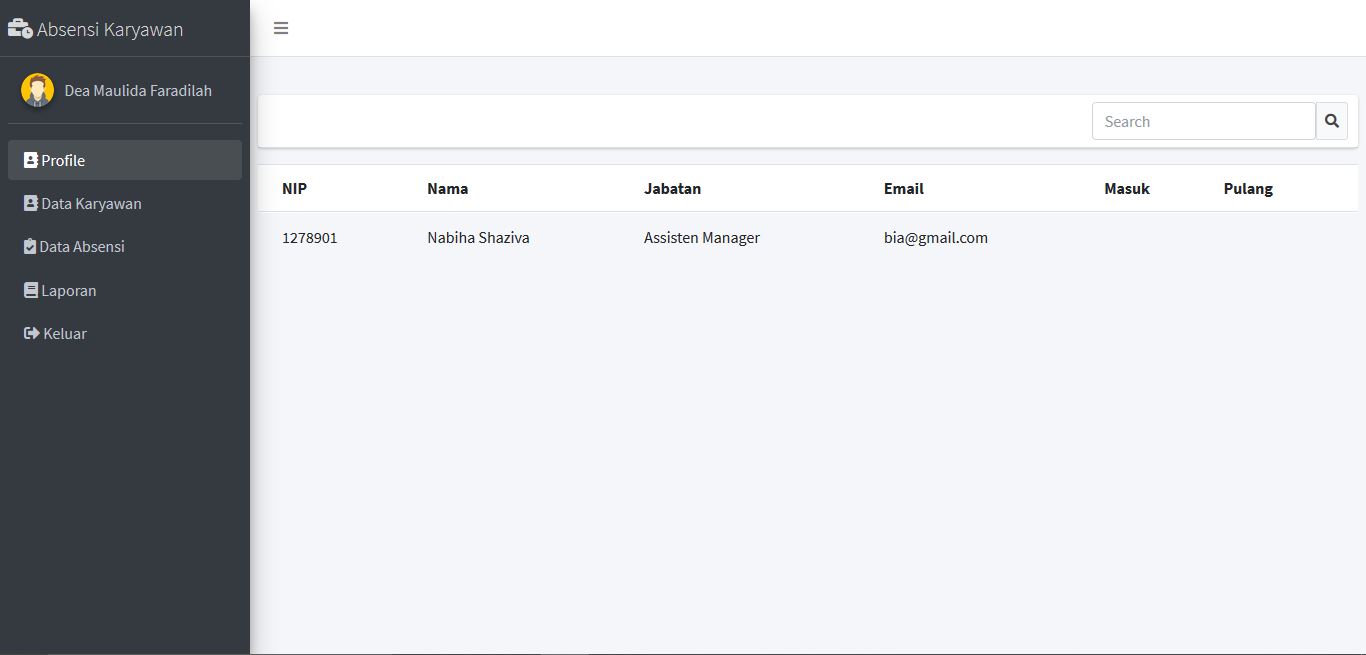 Absensi Karyawan
Dea Maulida Faradilah
Profile
Data Karyawan
Data Absensi
Laporan
Keluar
Search
NIP Nama Jabatan Email Masuk Pulang
1278901 Nabiha Shaziva Assisten Manager bia@gmail.com